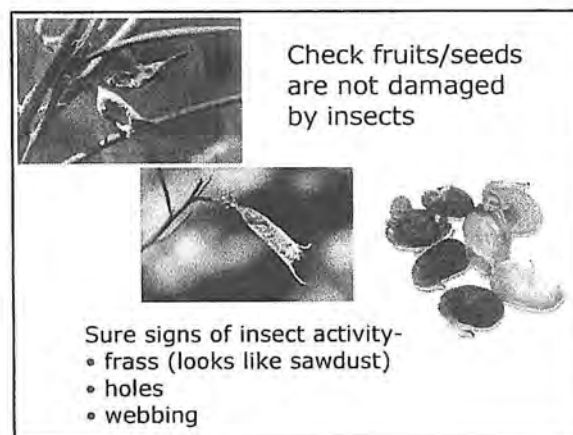 Check fruits/seeds
are not damaged
by insects
Sure signs of insect activity-
• frass (looks like sawdust)
• holes
• webbing